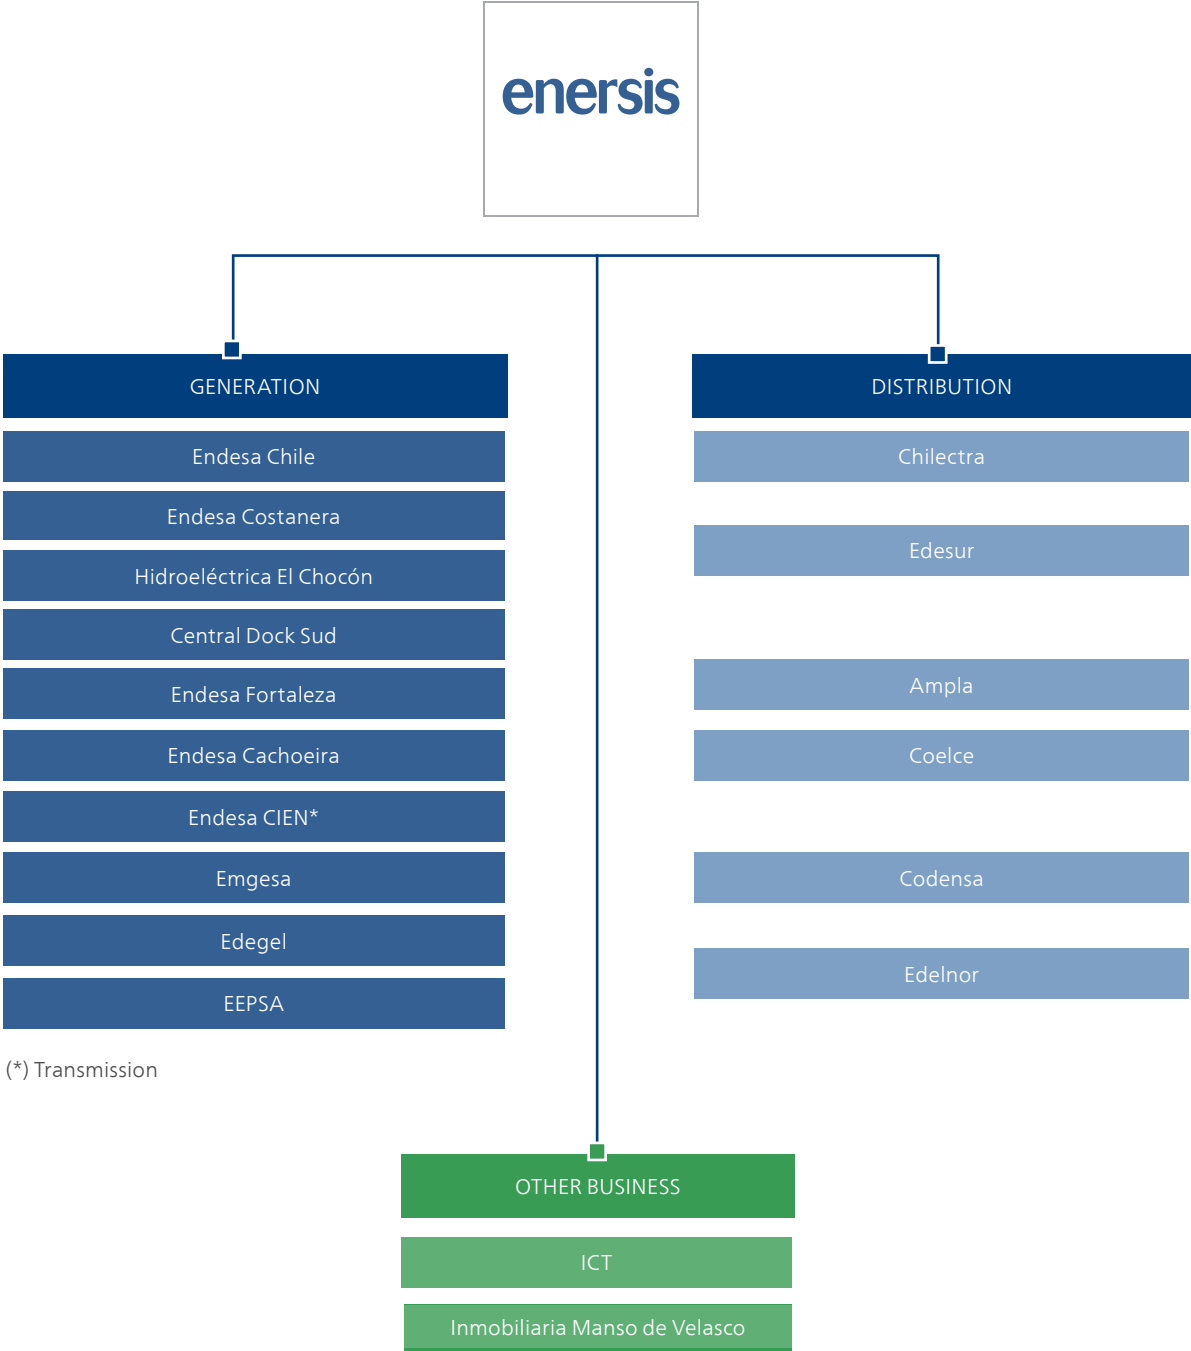 enersis
GENERATION
Endesa Chile
Endesa Costanera
Hidroeléctrica El Chocón
Central Dock Sud
Endesa Fortaleza
Endesa Cachoeira
Endesa CIEN*
Emgesa
Edegel
EEPSA
(*) Transmission
DISTRIBUTION
Chilectra
Edesur
Ampla
Coelce
Codensa
Edelnor
OTHER BUSINESS
ICT
Inmobiliaria Manso de Velasco